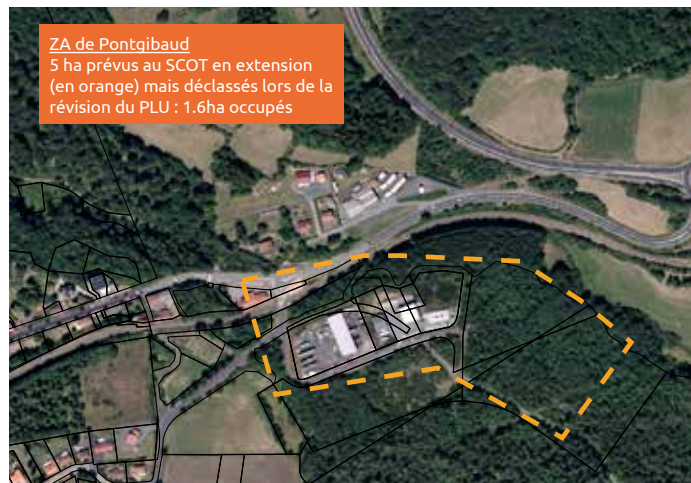 ZA de Pontgibaud
5 ha prévus au SCOT en extension
(en orange) mais déclassés lors de la
révision du PLU : 1.6ha occupés